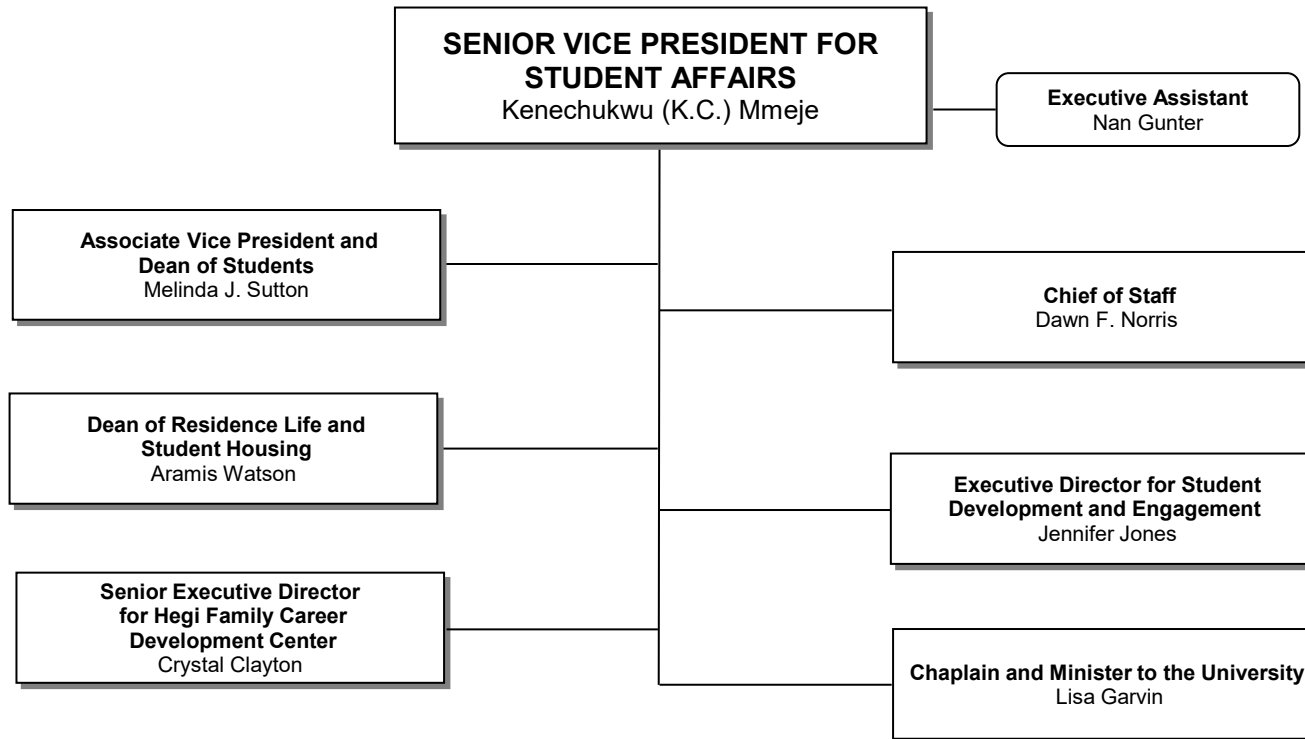 SENIOR VICE PRESIDENT FOR
STUDENT AFFAIRS
Kenechukwu (K.C.) Mmeje
Executive Assistant
Nan Gunter
Associate Vice President and
Dean of Students
Melinda J. Sutton
Chief of Staff
Dawn F. Norris
Dean of Residence Life and
Student Housing
Aramis Watson
Executive Director for Student
Development and Engagement
Jennifer Jones
Senior Executive Director
for Hegi Family Career
Development Center
Crystal Clayton
Chaplain and Minister to the University
Lisa Garvin